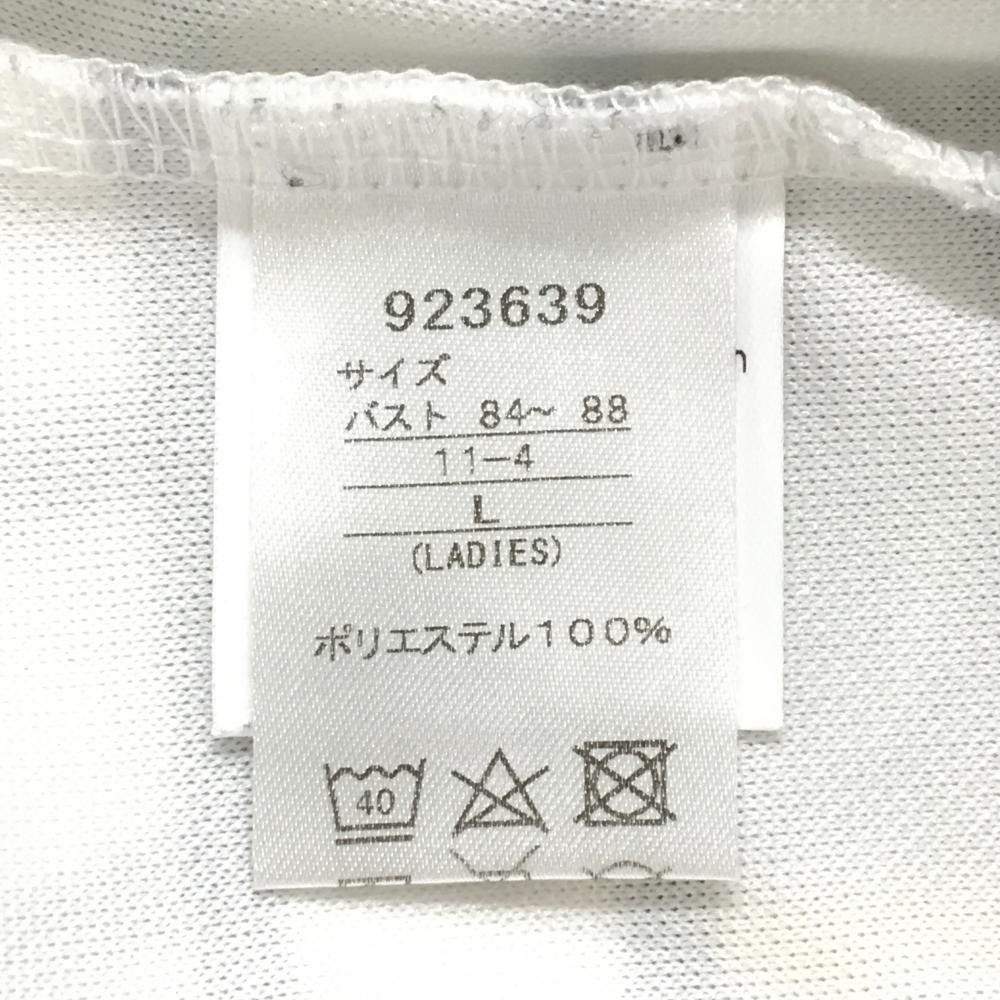 923639
サイズ
バスト 84～ 88
11-4
L
(LADIES)
ポリエステル100%
40